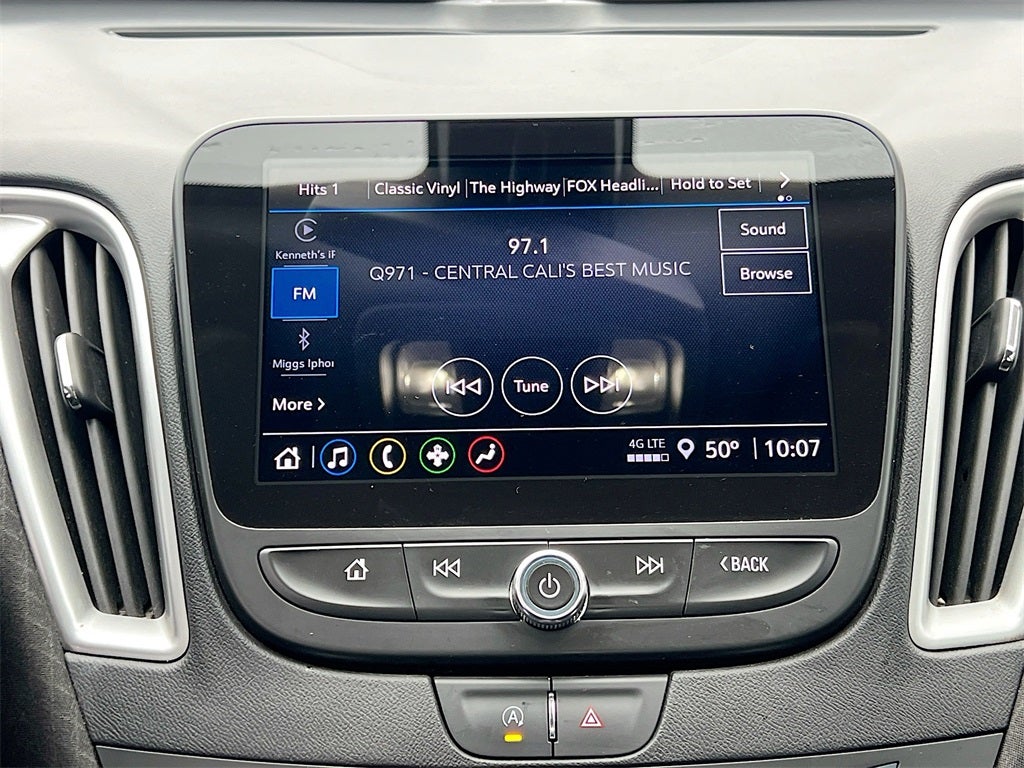 Hits 1 Classic Vinyl The Highway FOX Headli... Hold to Set
Kenneth's iP
FM
Miggs Iphon
More >
97.1
Q971 - CENTRAL CALI'S BEST MUSIC
Tune
Sound
Browse
4G LTE 50° 10:07
<BACK
A